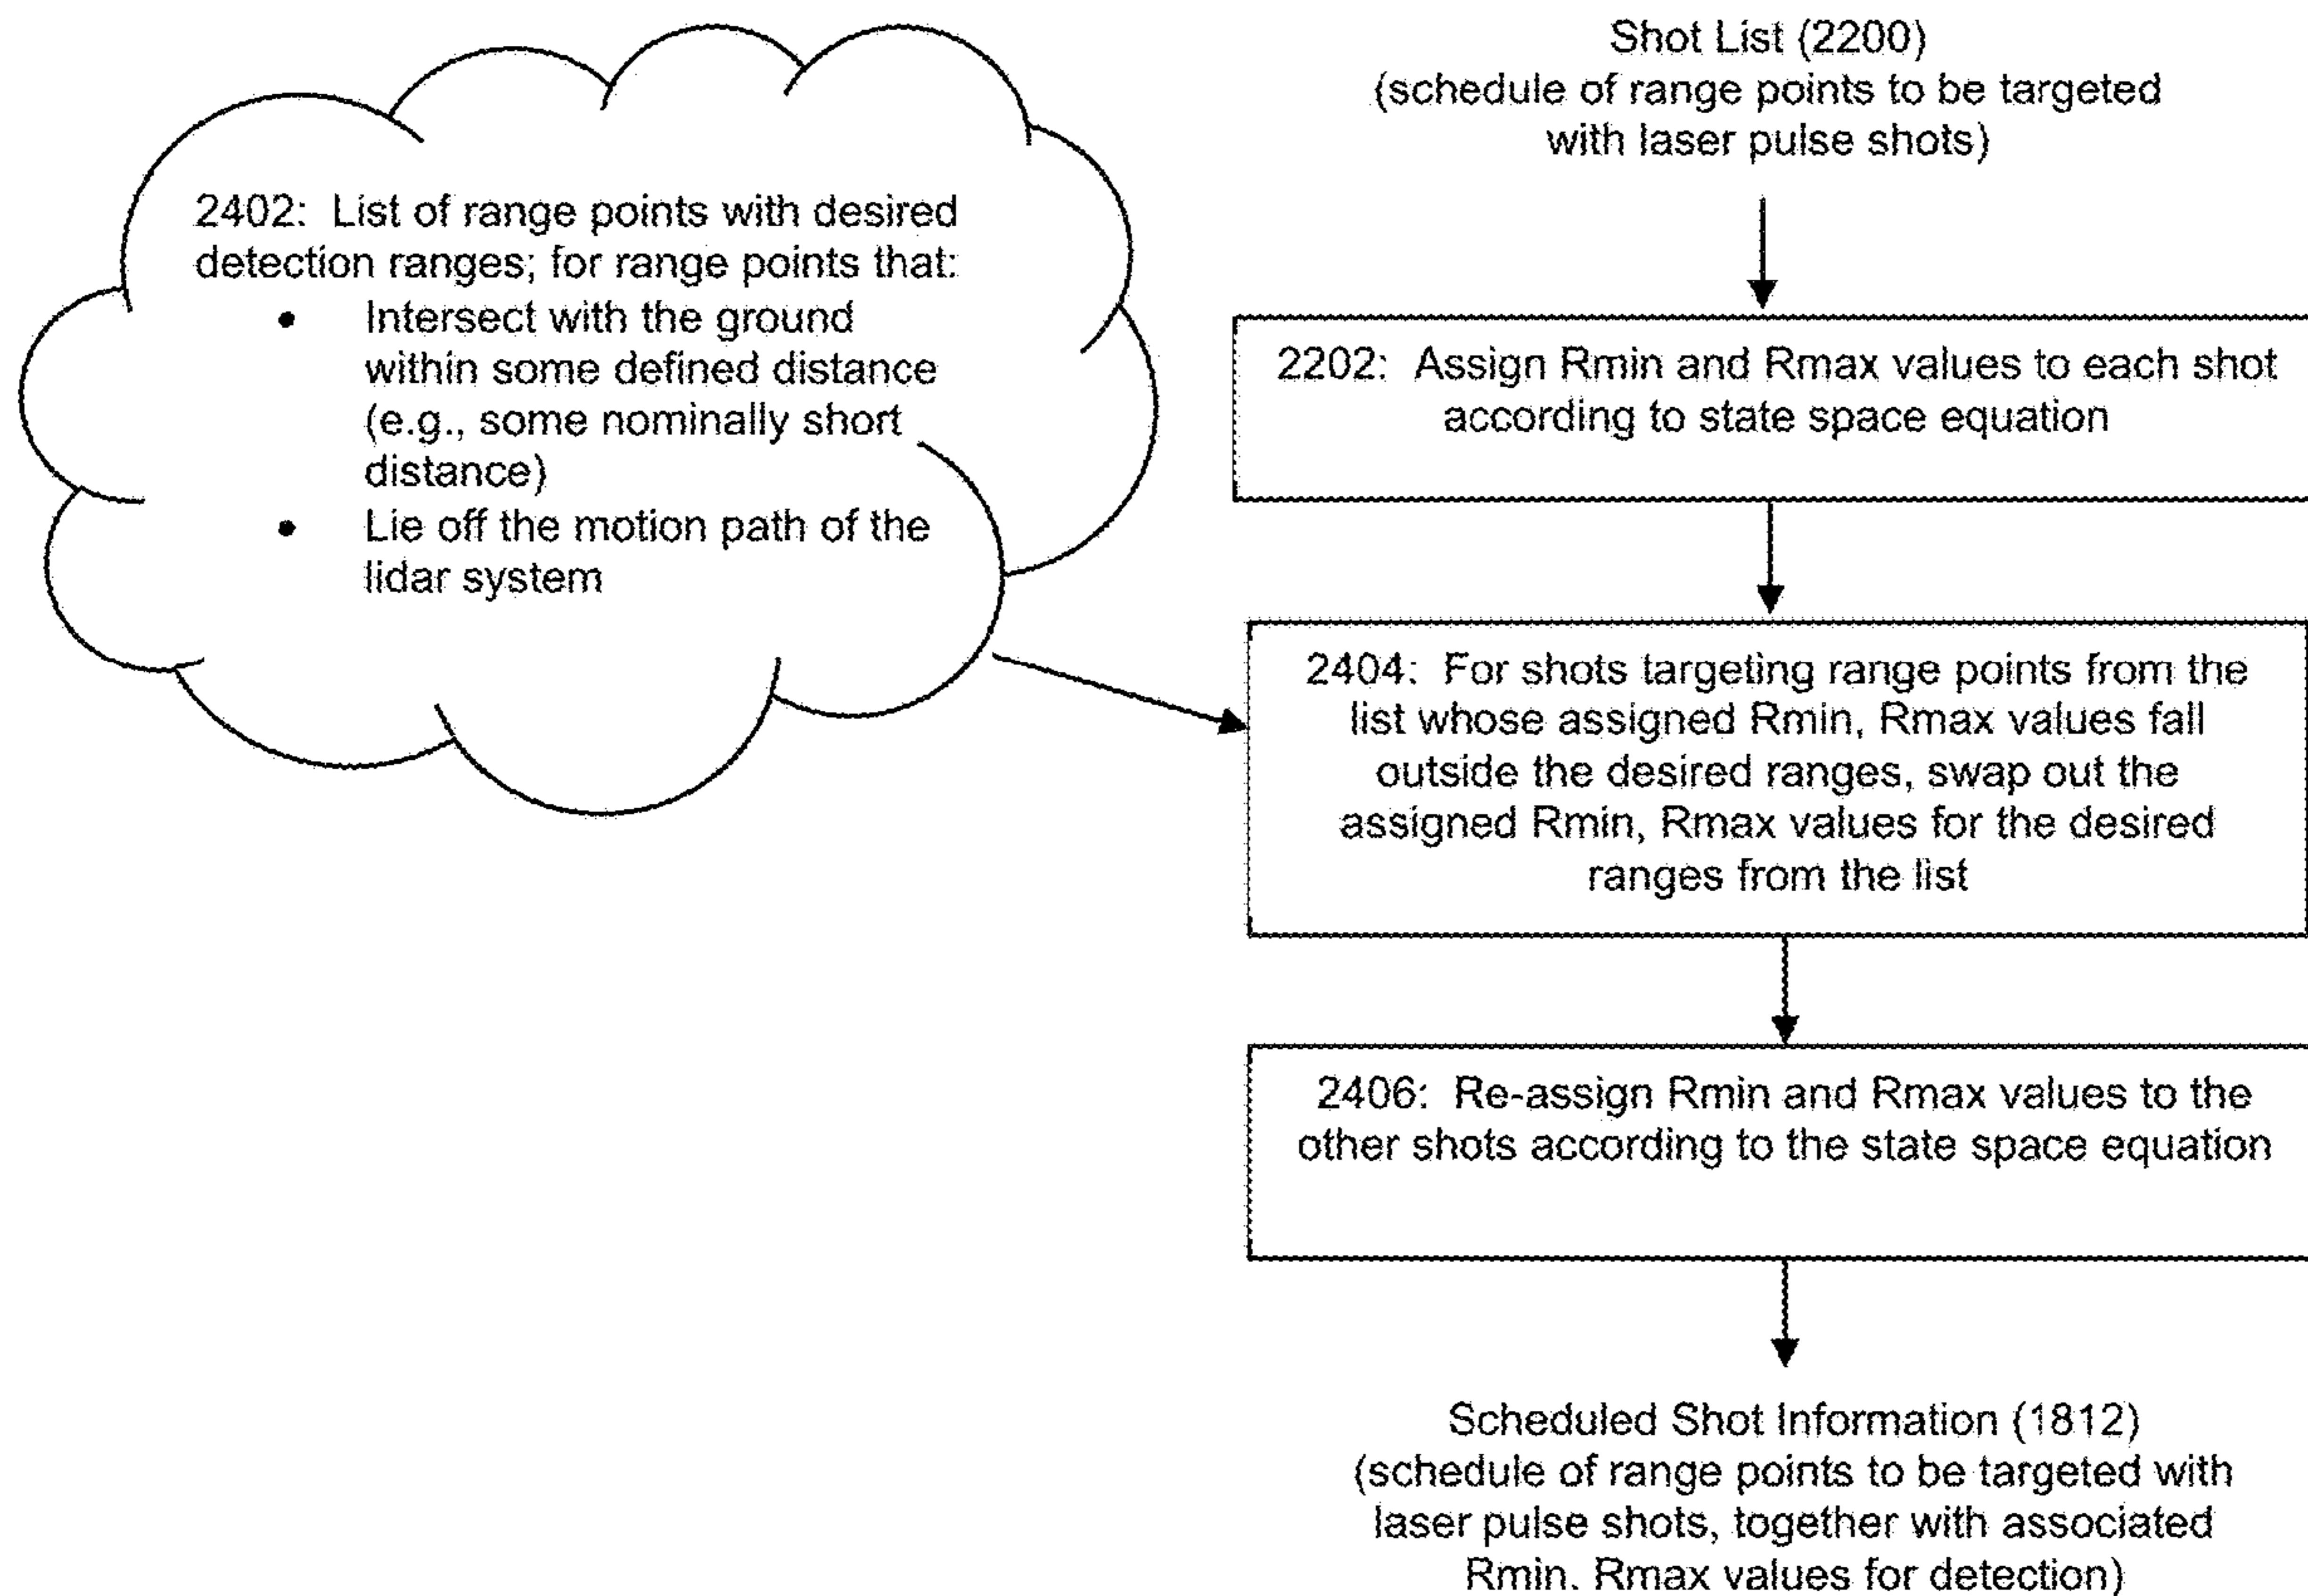 2402: List of range points with desired
detection ranges; for range points that:
• Intersect with the ground
within some defined distance
(e.g., some nominally short
distance)
• Lie off the motion path of the
lidar system
Shot List (2200)
(schedule of range points to be targeted
with laser pulse shots)
2202: Assign Rmin and Rmax values to each shot
according to state space equation
2404: For shots targeting range points from the
list whose assigned Rmin, Rmax values fall
outside the desired ranges, swap out the
assigned Rmin, Rmax values for the desired
ranges from the list
2406: Re-assign Rmin and Rmax values to the
other shots according to the state space equation
Scheduled Shot Information (1812)
(schedule of range points to be targeted with
laser pulse shots, together with associated
Rmin, Rmax values for detection)